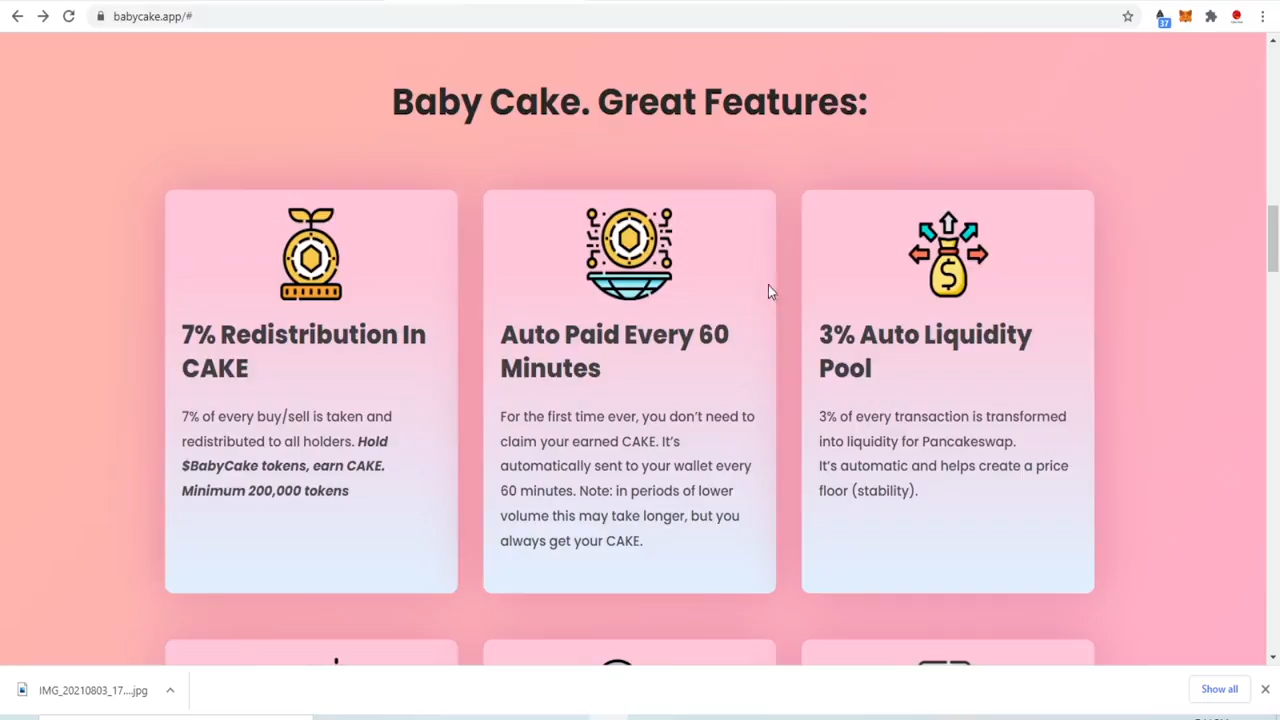 babycake.app/#
37
Baby Cake. Great Features:
7% Redistribution In
CAKE
7% of every buy/sell is taken and
redistributed to all holders. Hold
$BabyCake tokens, earn CAKE.
Minimum 200,000 tokens
Auto Paid Every 60
Minutes
For the first time ever, you don’t need to
claim your earned CAKE. It’s
automatically sent to your wallet every
60 minutes. Note: in periods of lower
volume this may take longer, but you
always get your CAKE.
3% Auto Liquidity
Pool
3% of every transaction is transformed
into liquidity for Pancakeswap.
It’s automatic and helps create a price
floor (stability).
IMG_20210803_17....jpg
Show all